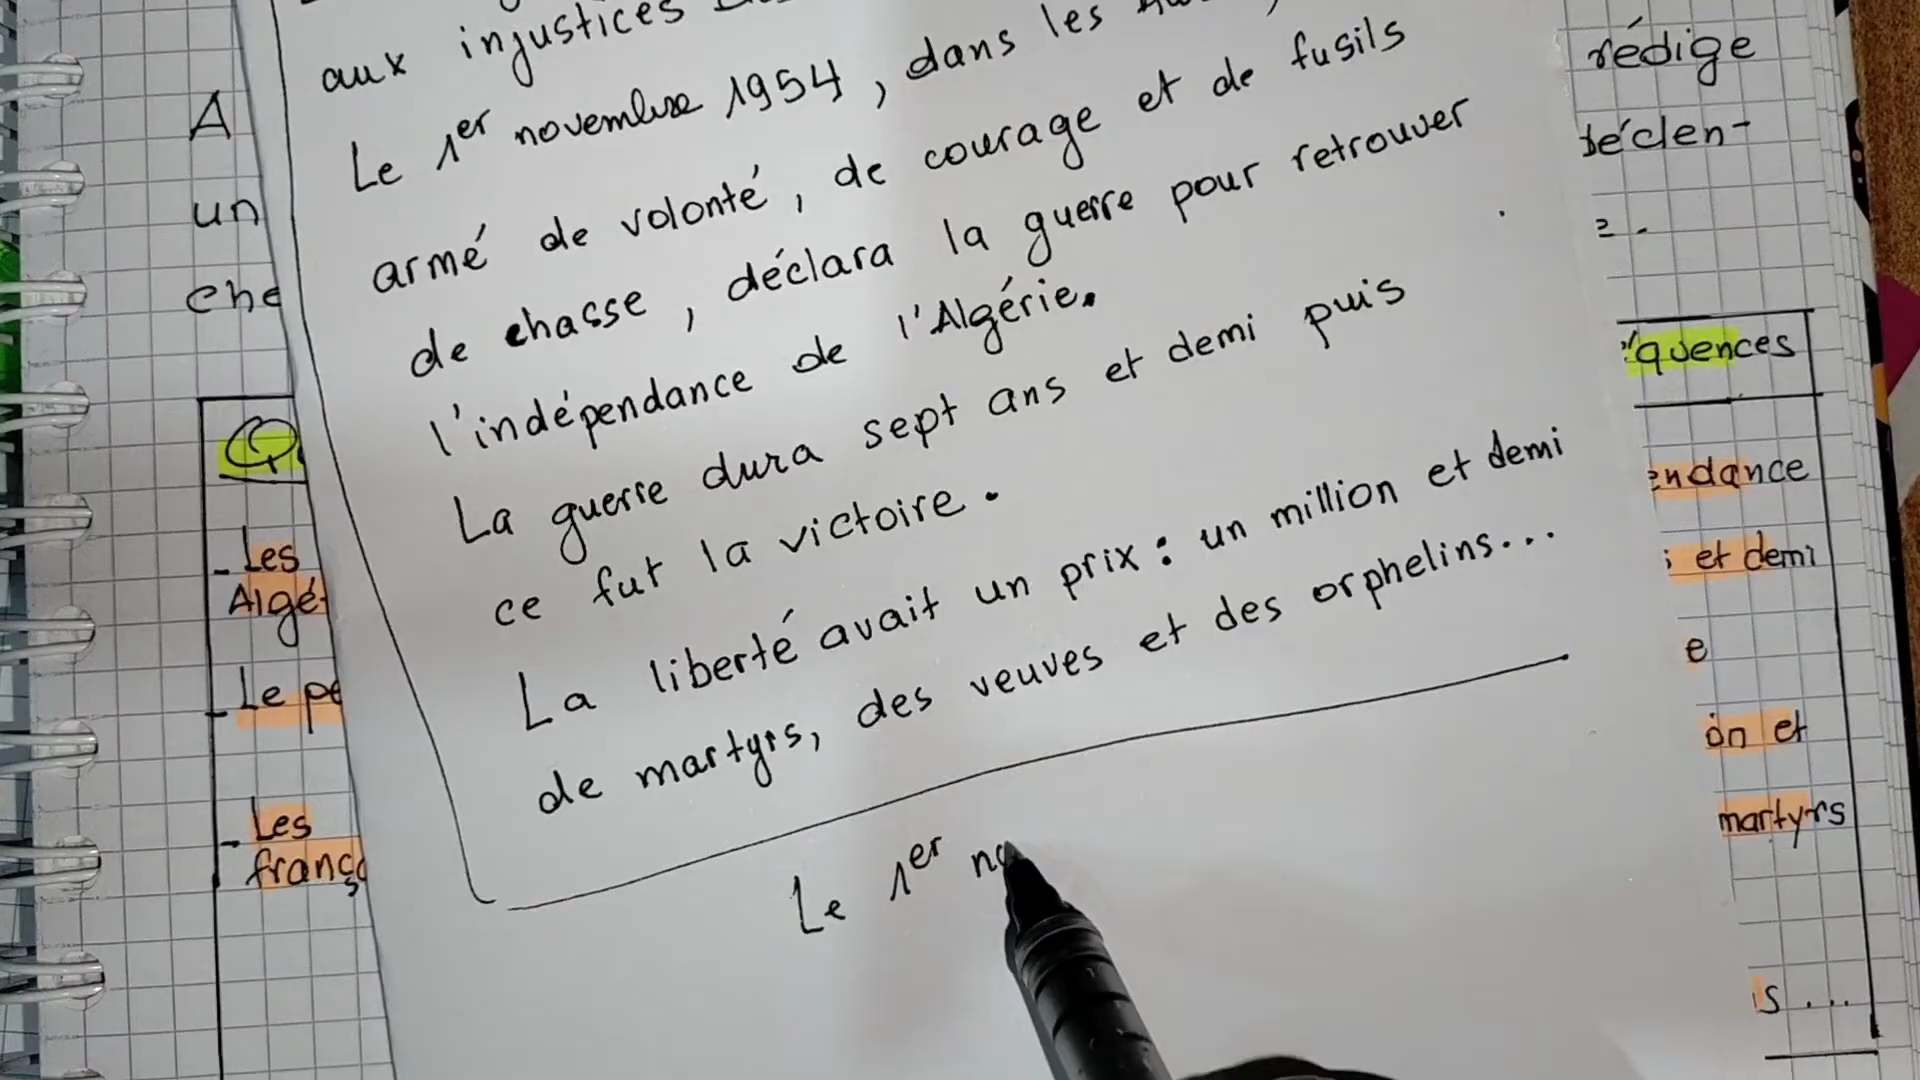 aux injustices
Le 1er novembre 1954, dans les
armé de volonté, de courage et de fusils
de chasse, déclara la guerre pour retrouver
l'indépendance de l'Algérie.
La guerre dura sept ans et demi puis
ce fut la victoire.
La liberté avait un prix : un million et demi
de martyrs, des veuves et des orphelins...
Le 1er no
A
un
che
- Les
Algé
- Le pe
- Les
franç
rédige
déclen-
e.
quences
endance
s et demi
e
on et
martyrs
s...